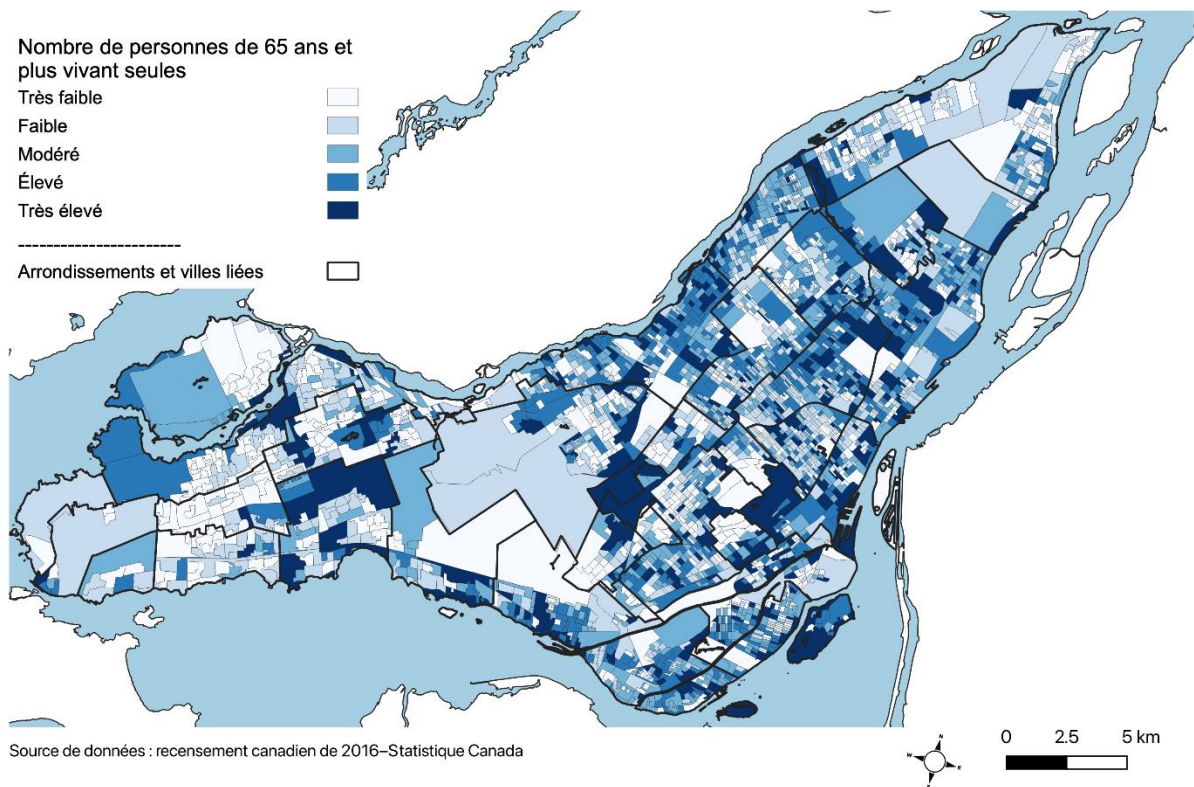 Nombre de personnes de 65 ans et
plus vivant seules
Très faible
Faible
Modéré
Élevé
Très élevé
------------------------
Arrondissements et villes liées
Source de données : recensement canadien de 2016–Statistique Canada
N
W
E
S
0 2.5 5 km